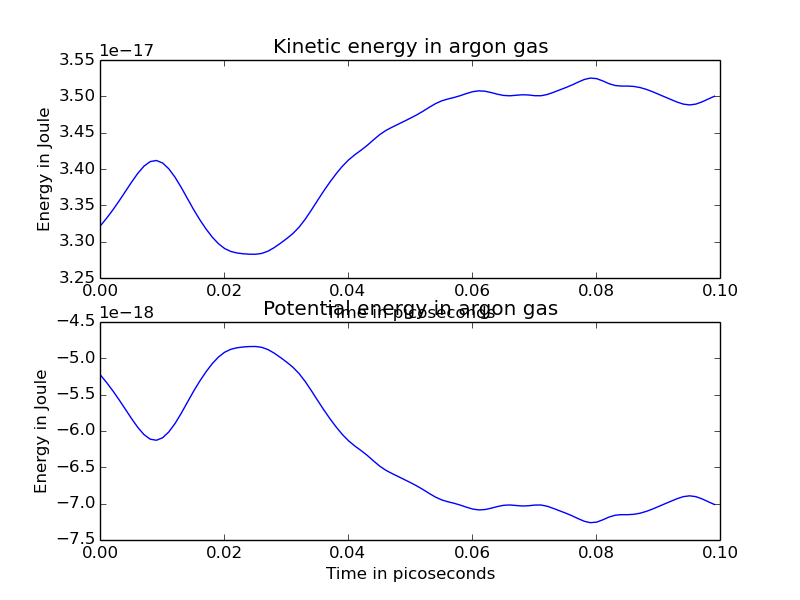 Kinetic energy in argon gas
1e−17
3.55
3.50
3.45
3.40
3.35
3.30
3.25
Energy in Joule
0.00 0.02 0.04 0.06 0.08 0.10
Time in picoseconds
Potential energy in argon gas
1e−18
−4.5
−5.0
−5.5
−6.0
−6.5
−7.0
−7.5
Energy in Joule
0.00 0.02 0.04 0.06 0.08 0.10
Time in picoseconds